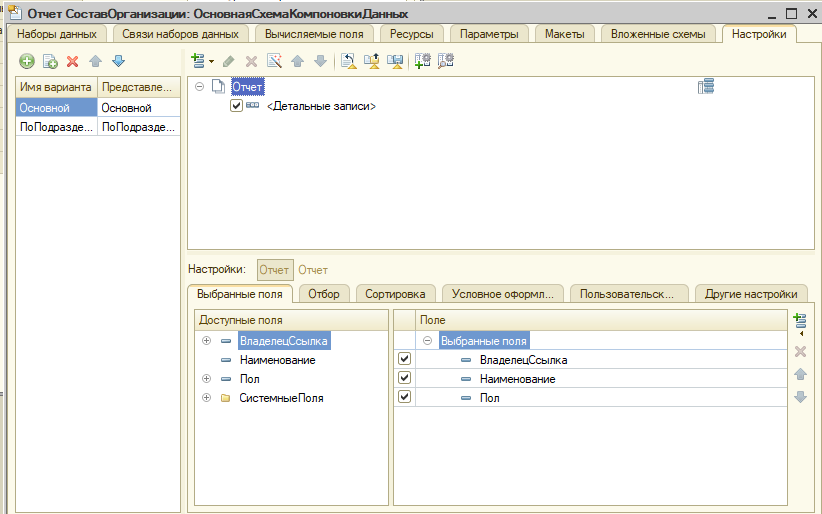 Отчет СоставОрганизации: ОсновнаяСхемаКомпоновкиДанных
Наборы данных Связи наборов данных Вычисляемые поля Ресурсы Параметры Макеты Вложенные схемы Настройки
Имя варианта Представле...
Основной Основной
ПоПодразде... ПоПодразде...
Отчет
<Детальные записи>
Настройки: Отчет Отчет
Выбранные поля Отбор Сортировка Условное оформл... Пользовательск... Другие настройки
Доступные поля
ВладелецСсылка
Наименование
Пол
СистемныеПоля
Поле
Выбранные поля
ВладелецСсылка
Наименование
Пол